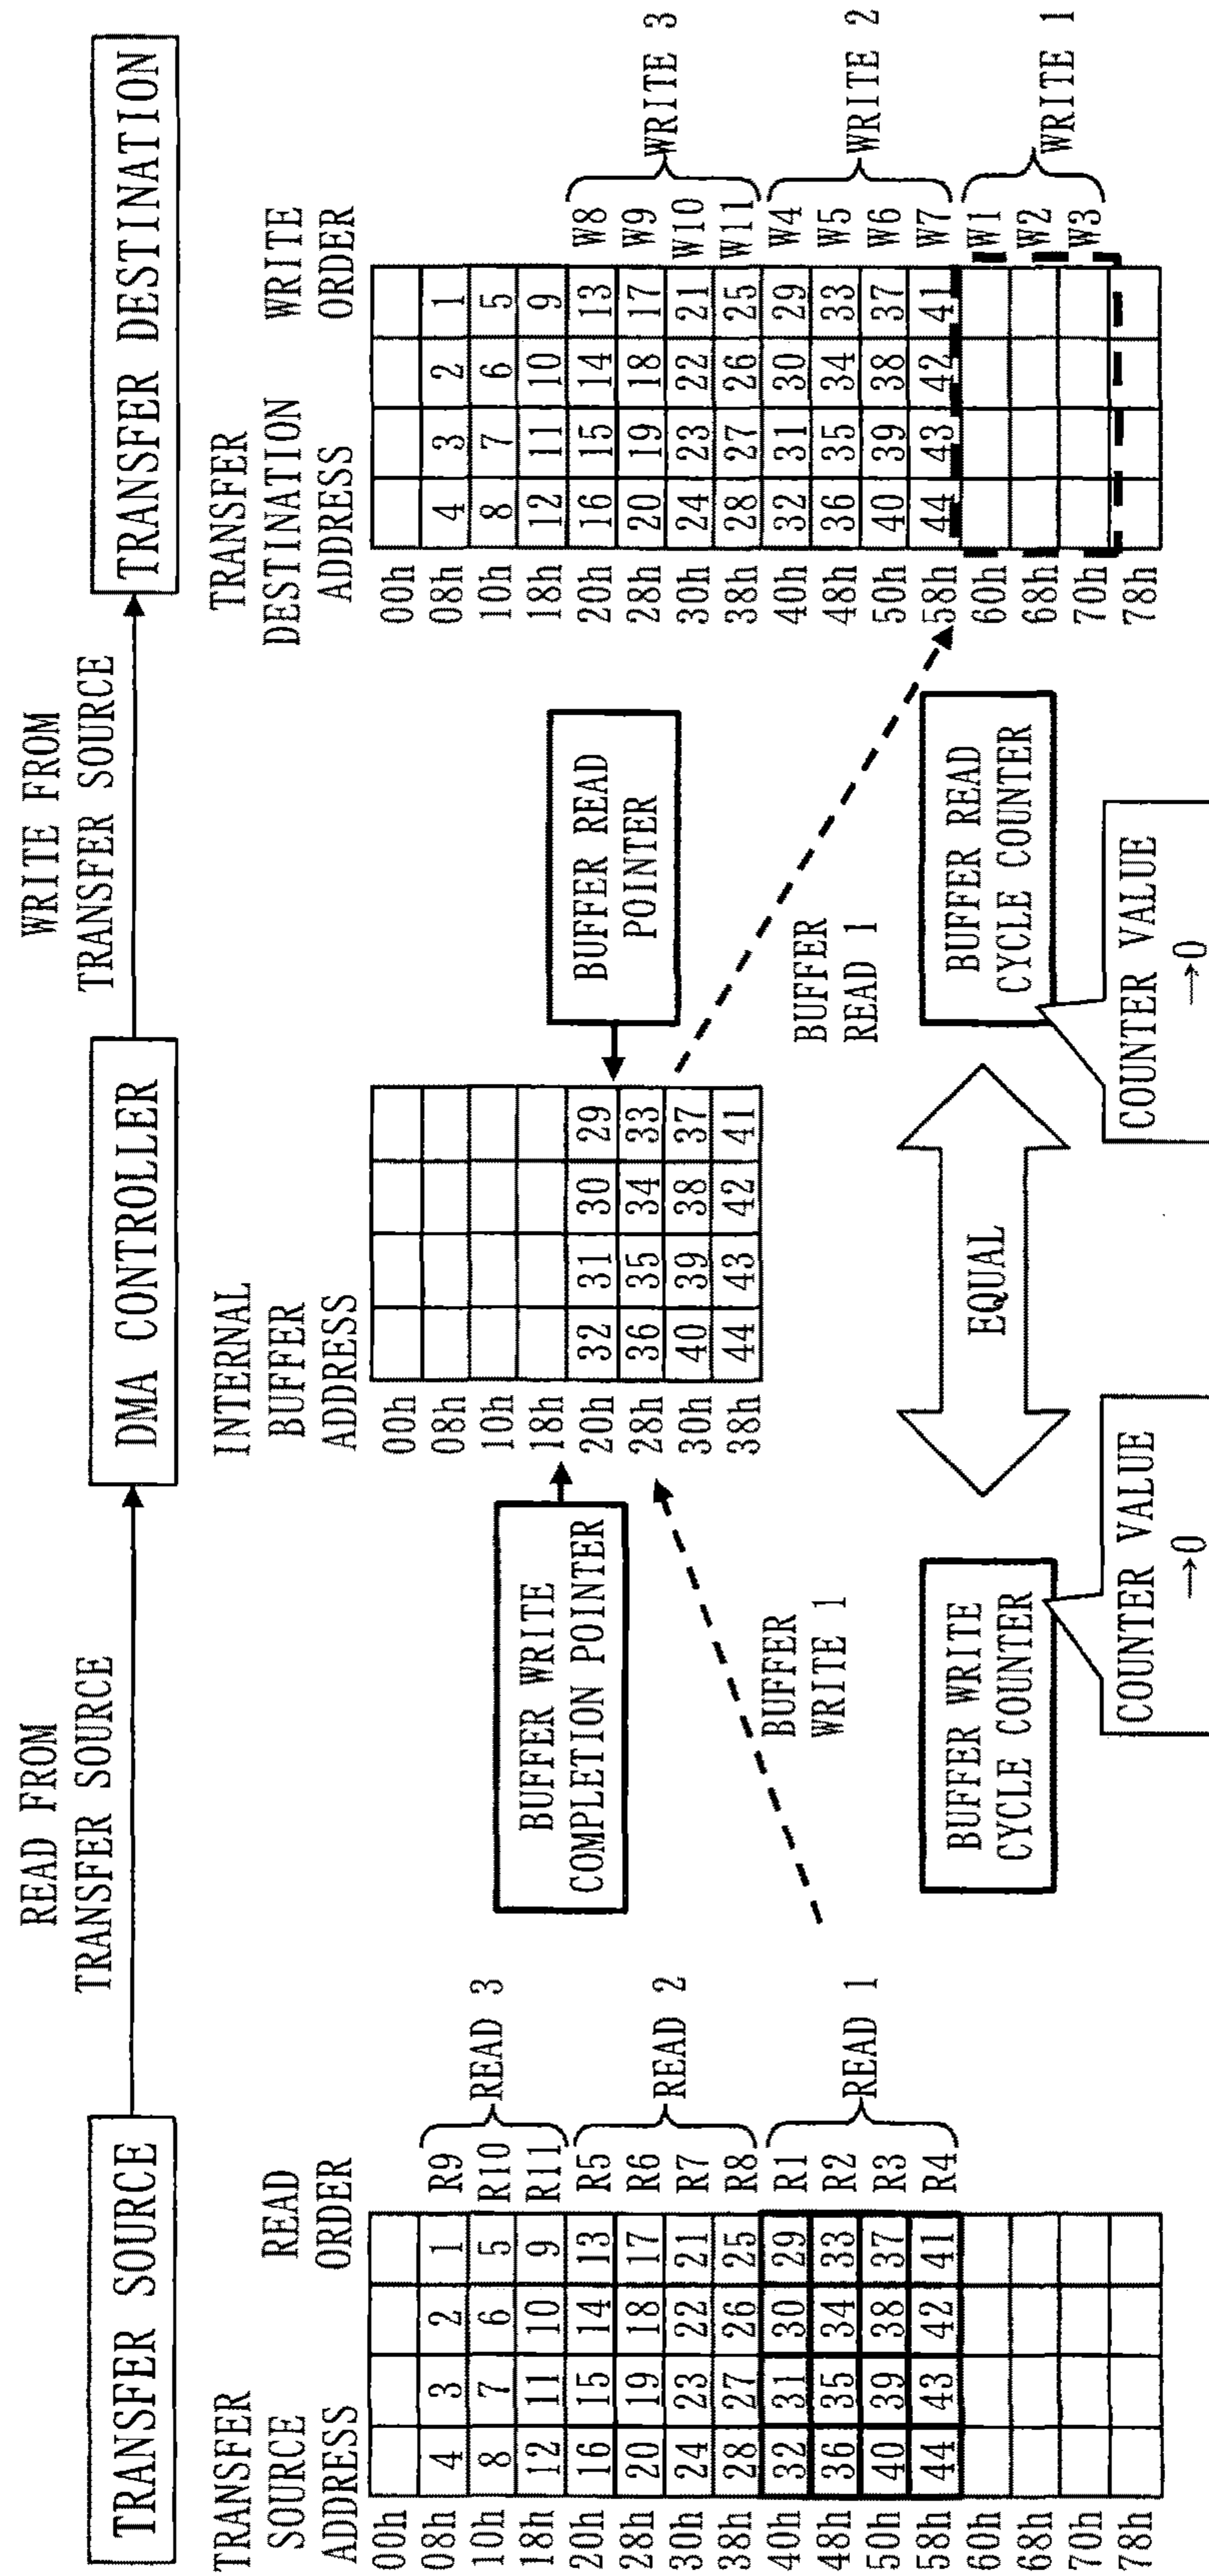 READ FROM
TRANSFER SOURCE
WRITE FROM
TRANSFER SOURCE
TRANSFER SOURCE
DMA CONTROLLER
TRANSFER DESTINATION
TRANSFER
SOURCE
ADDRESS
READ
ORDER
00h
08h 4 3 2 1 R9
10h 8 7 6 5 R10
18h 12 11 10 9 R11
20h 16 15 14 13 R5
28h 20 19 18 17 R6
30h 24 23 22 21 R7
38h 28 27 26 25 R8
40h 32 31 30 29 R1
48h 36 35 34 33 R2
50h 40 39 38 37 R3
58h 44 43 42 41 R4
60h
68h
70h
78h
READ 3
READ 2
READ 1
INTERNAL
BUFFER
ADDRESS
00h
08h
10h
18h
20h 32 31 30 29
28h 36 35 34 33
30h 40 39 38 37
38h 44 43 42 41
BUFFER WRITE
COMPLETION POINTER
BUFFER READ
POINTER
BUFFER
WRITE 1
BUFFER
READ 1
BUFFER WRITE
CYCLE COUNTER
EQUAL
BUFFER READ
CYCLE COUNTER
COUNTER VALUE
→0
COUNTER VALUE
→0
TRANSFER
DESTINATION
ADDRESS
WRITE
ORDER
00h
08h 4 3 2 1
10h 8 7 6 5
18h 12 11 10 9
20h 16 15 14 13 W8
28h 20 19 18 17 W9
30h 24 23 22 21 W10
38h 28 27 26 25 W11
40h 32 31 30 29 W4
48h 36 35 34 33 W5
50h 40 39 38 37 W6
58h 44 43 42 41 W7
60h W1
68h W2
70h W3
78h
WRITE 3
WRITE 2
WRITE 1